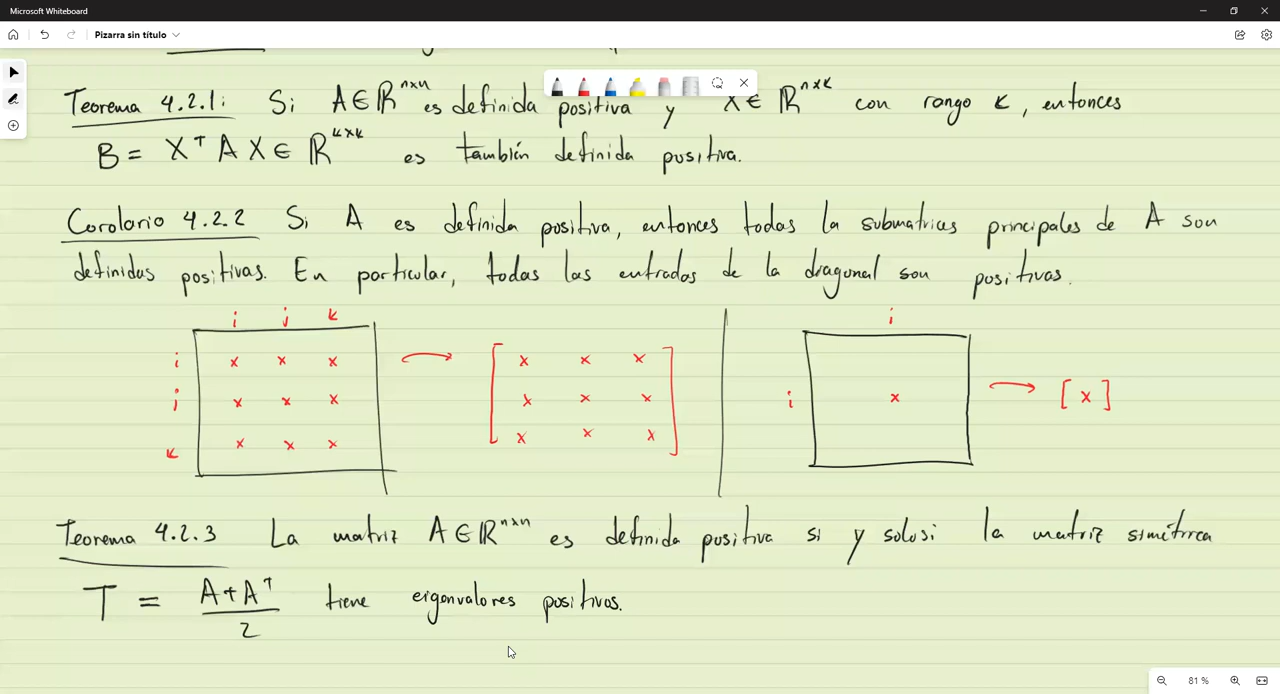 Microsoft Whiteboard
Pizarra sin título
Teorema 4.2.1: Si A ∈ ℝⁿˣⁿ es definida positiva y X ∈ ℝⁿˣᵏ con rango k, entonces
B = Xᵀ A X ∈ ℝᵏˣᵏ es también definida positiva.
Corolario 4.2.2 Si A es definida positiva, entonces todas la submatrices principales de A son
definidas positivas. En particular, todas las entradas de la diagonal son positivas.
i j k i
i x x x → [ x x x
j x x x x x x i x → [x]
k x x x x x x ]
Teorema 4.2.3 La matriz A ∈ ℝⁿˣⁿ es definida positiva si y solo si la matriz simétrica
T = (A + Aᵀ)/2 tiene eigenvalores positivos.
81 %